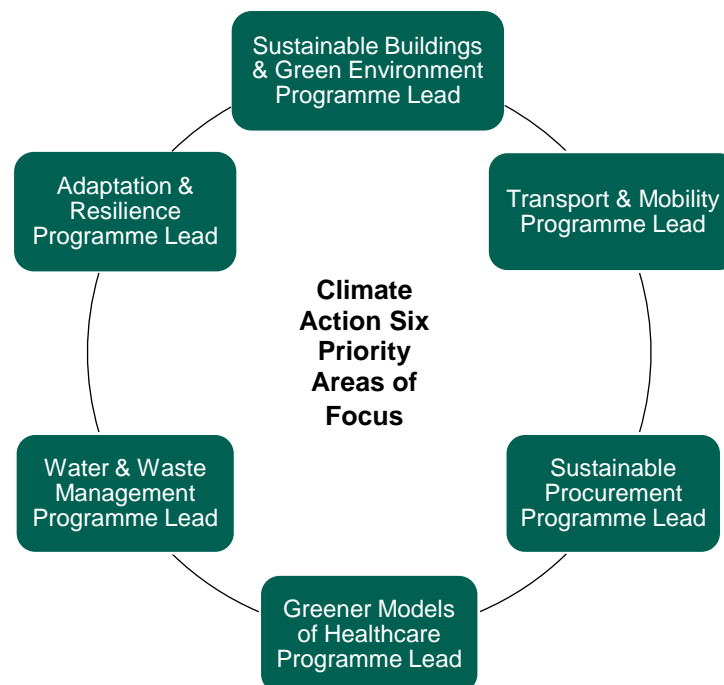 Sustainable Buildings
& Green Environment
Programme Lead
Transport & Mobility
Programme Lead
Sustainable
Procurement
Programme Lead
Greener Models
of Healthcare
Programme Lead
Water & Waste
Management
Programme Lead
Adaptation &
Resilience
Programme Lead
Climate
Action Six
Priority
Areas of
Focus